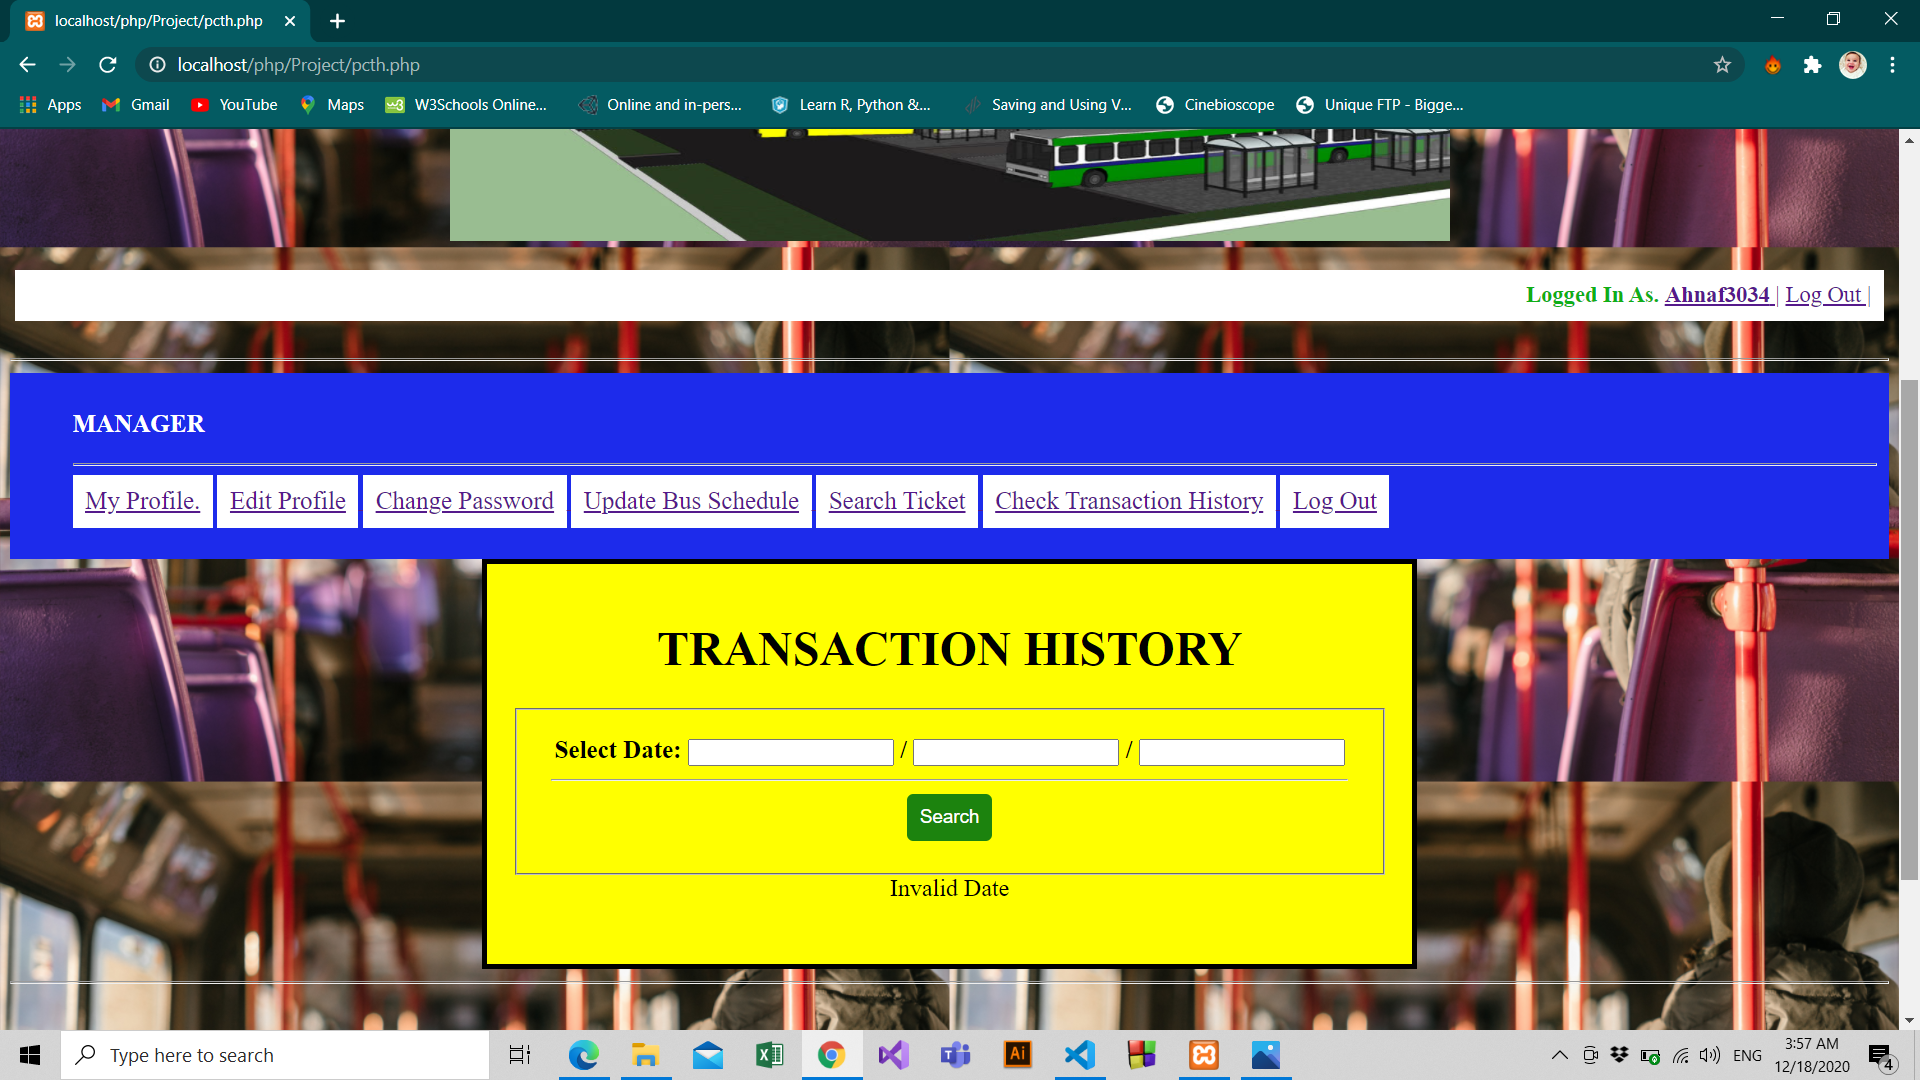 localhost/php/Project/pcth.php
localhost/php/Project/pcth.php
Apps Gmail YouTube Maps W3Schools Online... Online and in-pers... Learn R, Python &... Saving and Using V... Cinebioscope Unique FTP - Bigge...
Logged In As. Ahnaf3034 | Log Out |
MANAGER
My Profile. Edit Profile Change Password Update Bus Schedule Search Ticket Check Transaction History Log Out
TRANSACTION HISTORY
Select Date: / /
Search
Invalid Date
Type here to search
ENG
3:57 AM
12/18/2020
4